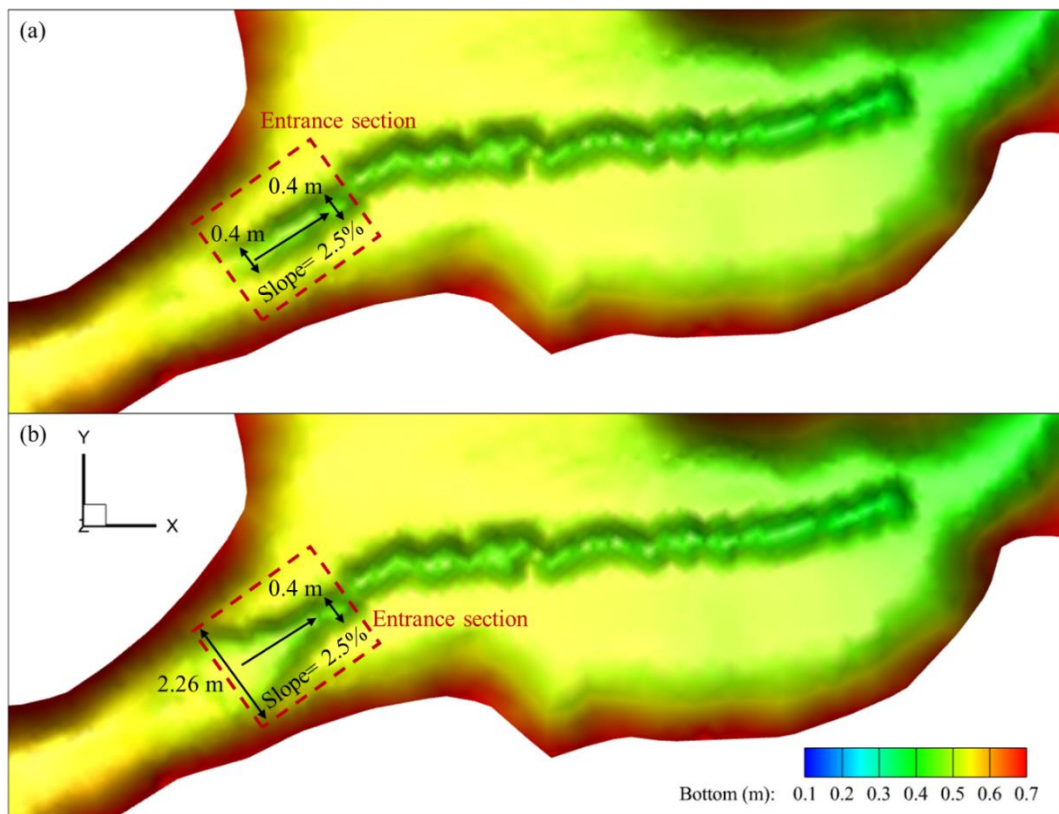 (a)
Entrance section
0.4 m
0.4 m
Slope= 2.5%
(b)
Y
Z
X
0.4 m
Entrance section
2.26 m
Slope= 2.5%
Bottom (m): 0.1 0.2 0.3 0.4 0.5 0.6 0.7